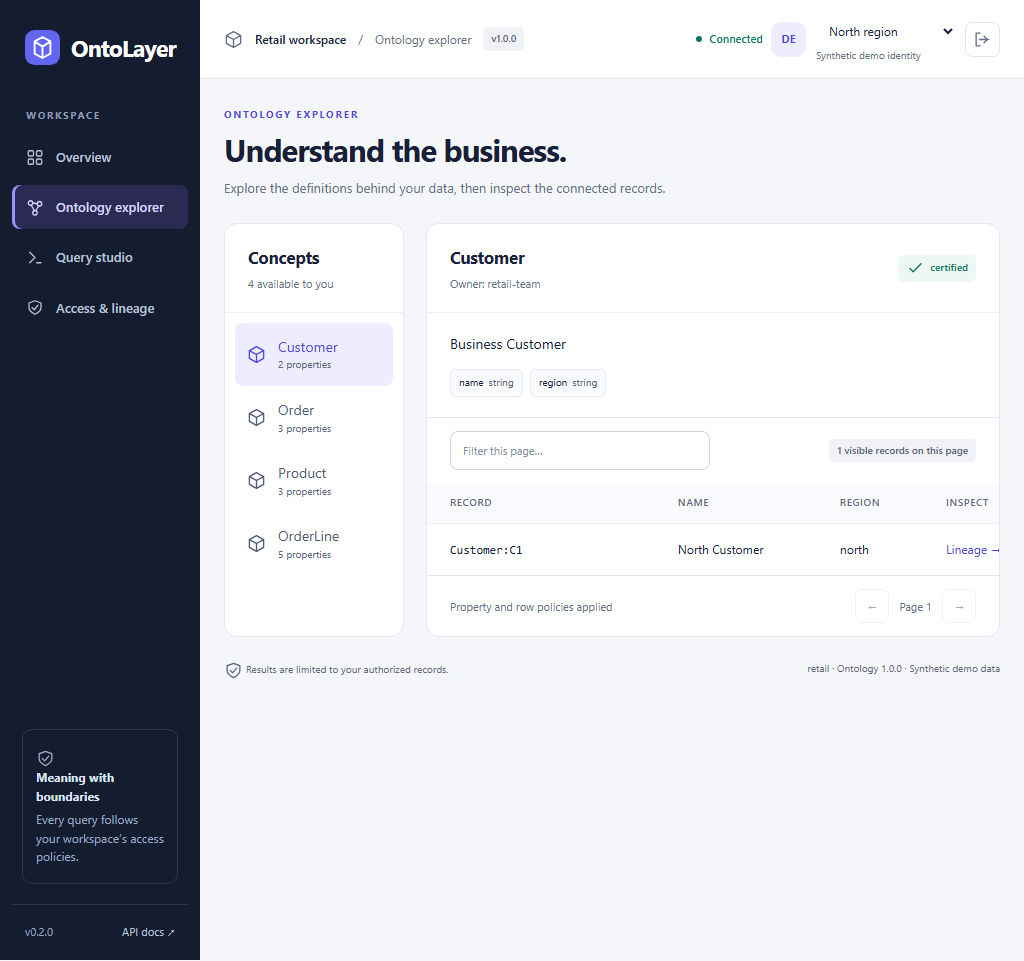 OntoLayer
WORKSPACE
Overview
Ontology explorer
Query studio
Access & lineage
Meaning with
boundaries
Every query follows
your workspace's access
policies.
v0.2.0 API docs ↗
Retail workspace / Ontology explorer v1.0.0
Connected DE North region
Synthetic demo identity
ONTOLOGY EXPLORER
Understand the business.
Explore the definitions behind your data, then inspect the connected records.
Concepts
4 available to you
Customer
2 properties
Order
3 properties
Product
3 properties
OrderLine
5 properties
Customer
Owner: retail-team
certified
Business Customer
name string region string
Filter this page...
1 visible records on this page
RECORD NAME REGION INSPECT
Customer:C1 North Customer north Lineage →
Property and row policies applied
← Page 1 →
Results are limited to your authorized records.
retail · Ontology 1.0.0 · Synthetic demo data